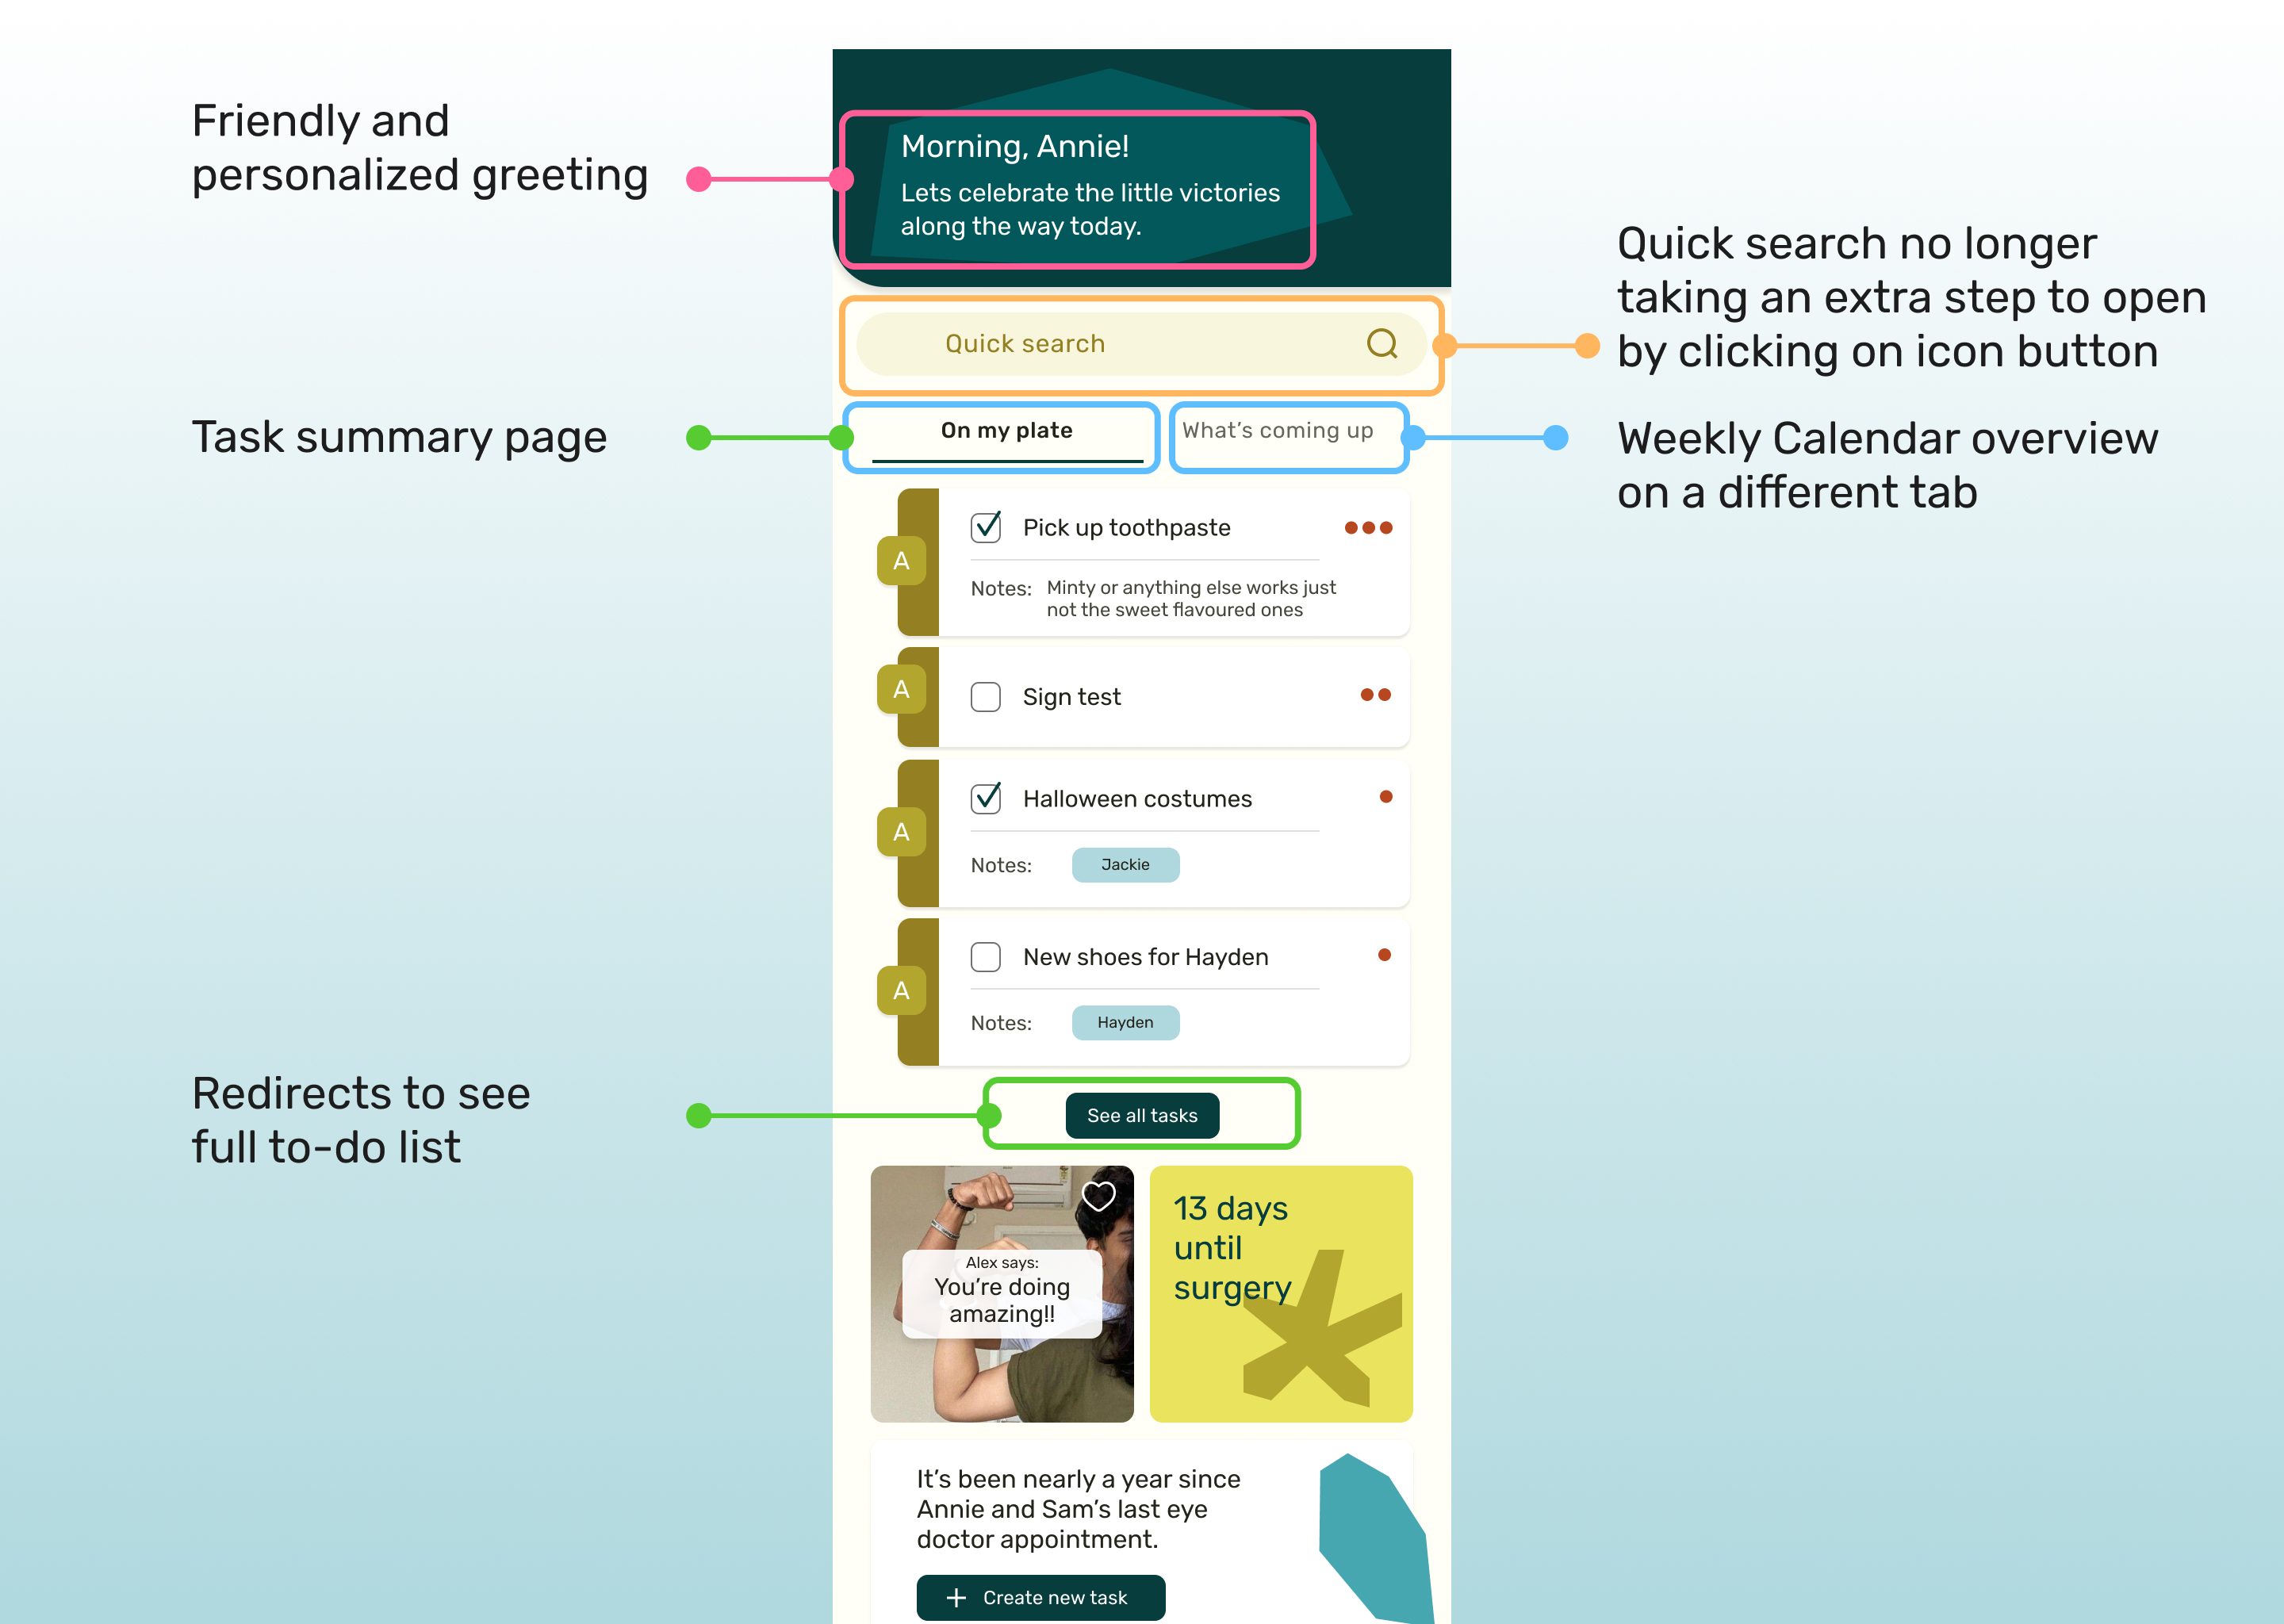 Friendly and
personalized greeting
Morning, Annie!
Lets celebrate the little victories
along the way today.
Quick search no longer
taking an extra step to open
by clicking on icon button
Quick search
Task summary page
On my plate
What's coming up
Weekly Calendar overview
on a different tab
A
Pick up toothpaste
Notes: Minty or anything else works just
not the sweet flavoured ones
A
Sign test
A
Halloween costumes
Notes: Jackie
A
New shoes for Hayden
Notes: Hayden
Redirects to see
full to-do list
See all tasks
Alex says:
You're doing
amazing!!
13 days
until
surgery
It's been nearly a year since
Annie and Sam's last eye
doctor appointment.
Create new task